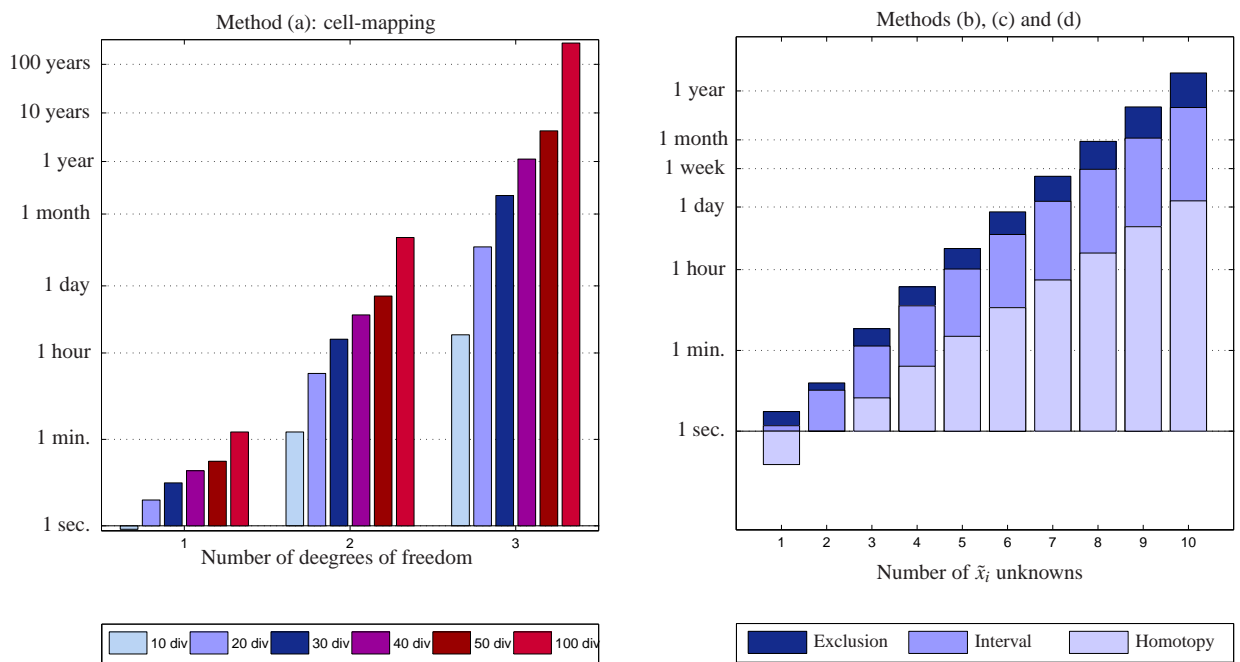 Method (a): cell-mapping
100 years
10 years
1 year
1 month
1 day
1 hour
1 min.
1 sec.
1 2 3
Number of deegrees of freedom
10 div 20 div 30 div 40 div 50 div 100 div
Methods (b), (c) and (d)
1 year
1 month
1 week
1 day
1 hour
1 min.
1 sec.
1 2 3 4 5 6 7 8 9 10
Number of x̃ᵢ unknowns
Exclusion Interval Homotopy